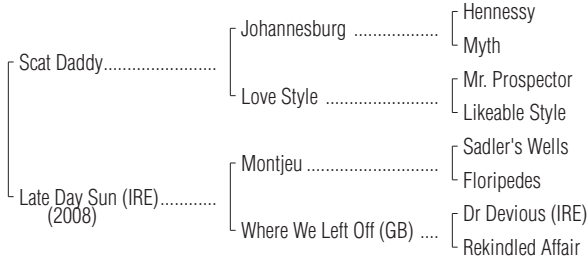 Hennessy
Johannesburg ..................
Myth
Scat Daddy........................
Mr. Prospector
Love Style ........................
Likeable Style
Sadler's Wells
Montjeu ............................
Floripedes
Late Day Sun (IRE)............
(2008)
Dr Devious (IRE)
Where We Left Off (GB) ....
Rekindled Affair